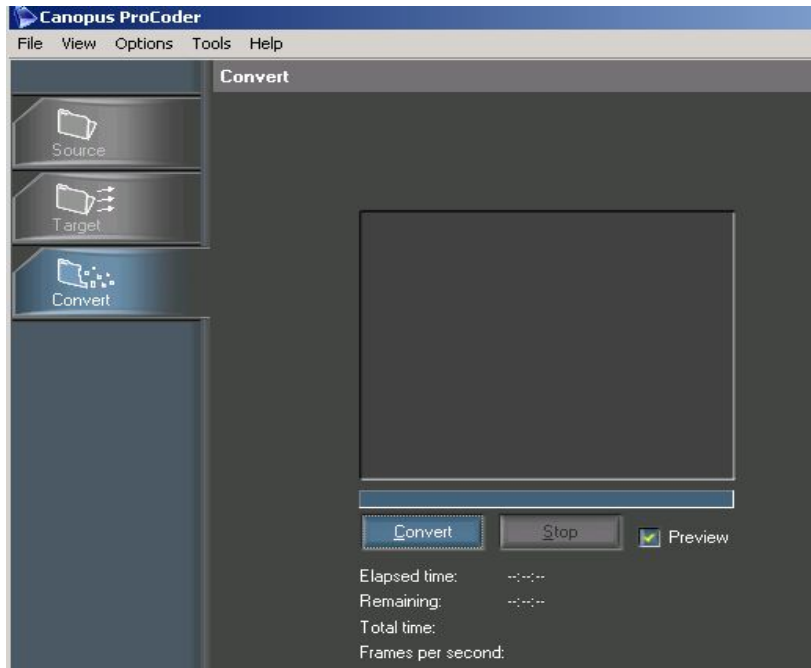 Canopus ProCoder
File View Options Tools Help
Convert
Source
Target
Convert
Convert Stop Preview
Elapsed time: --:--:--
Remaining: --:--:--
Total time:
Frames per second: